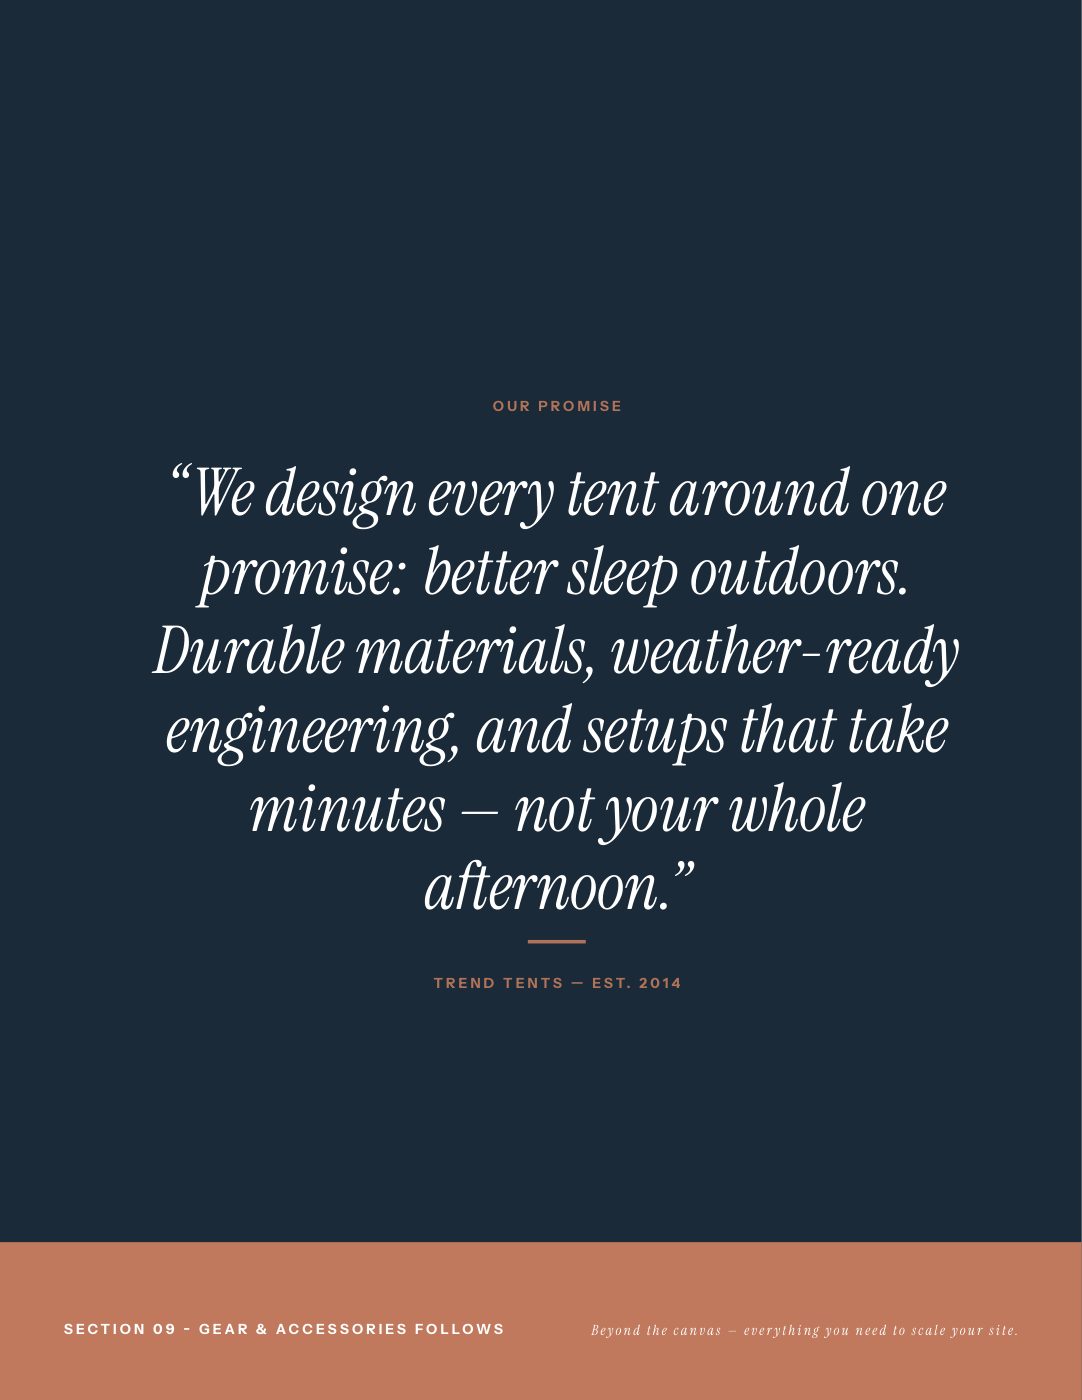 OUR PROMISE
“We design every tent around one
promise: better sleep outdoors.
Durable materials, weather-ready
engineering, and setups that take
minutes — not your whole
afternoon.”
TREND TENTS — EST. 2014
SECTION 09 - GEAR & ACCESSORIES FOLLOWS
Beyond the canvas — everything you need to scale your site.